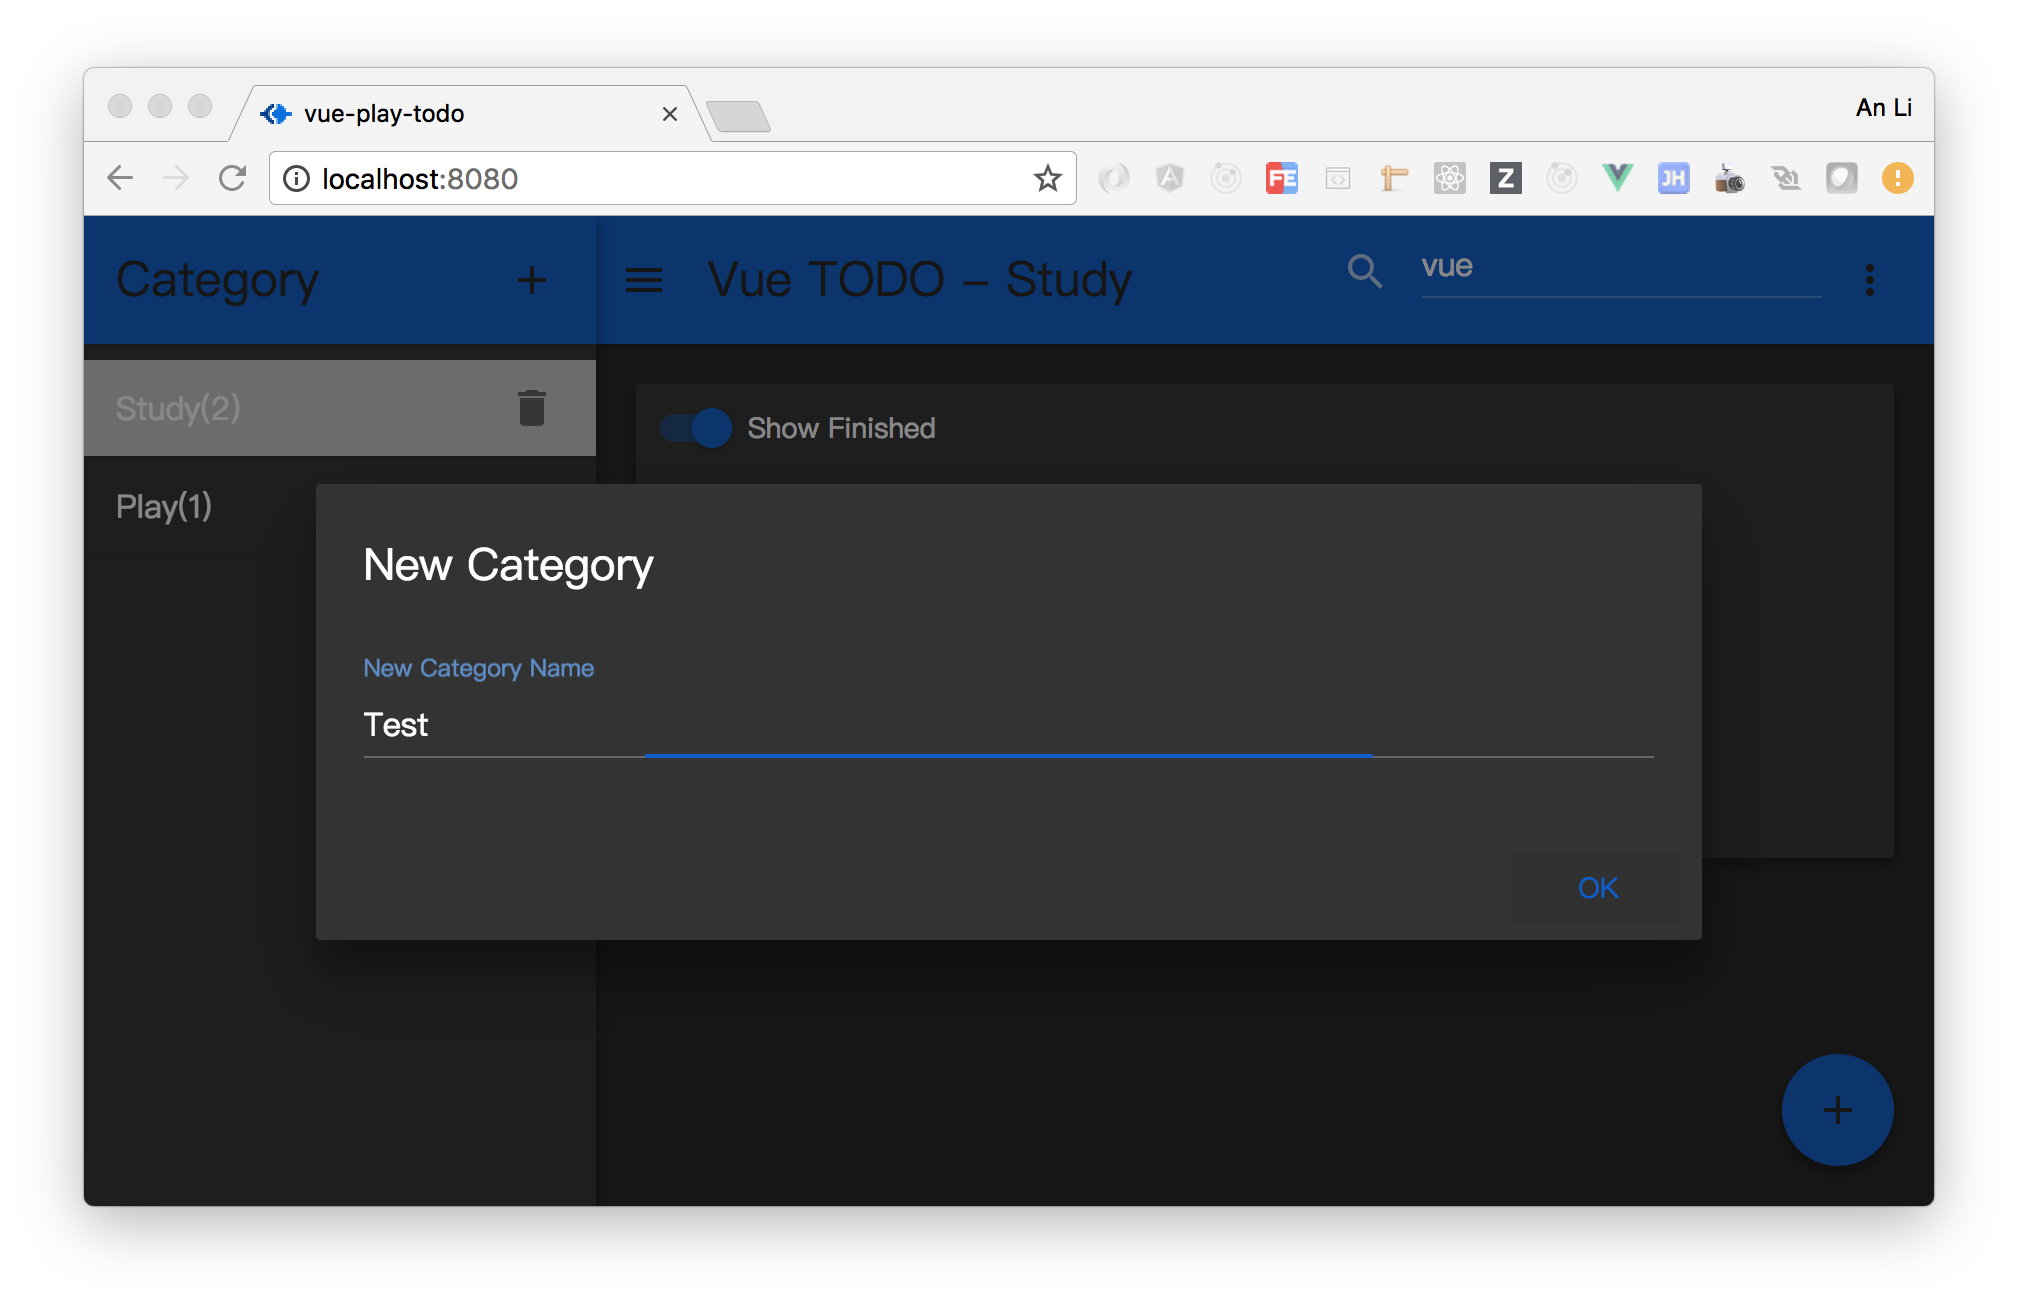 vue-play-todo
An Li
localhost:8080
FE
Z
JH
Category
Vue TODO – Study
vue
Study(2)
Show Finished
Play(1)
New Category
New Category Name
Test
OK